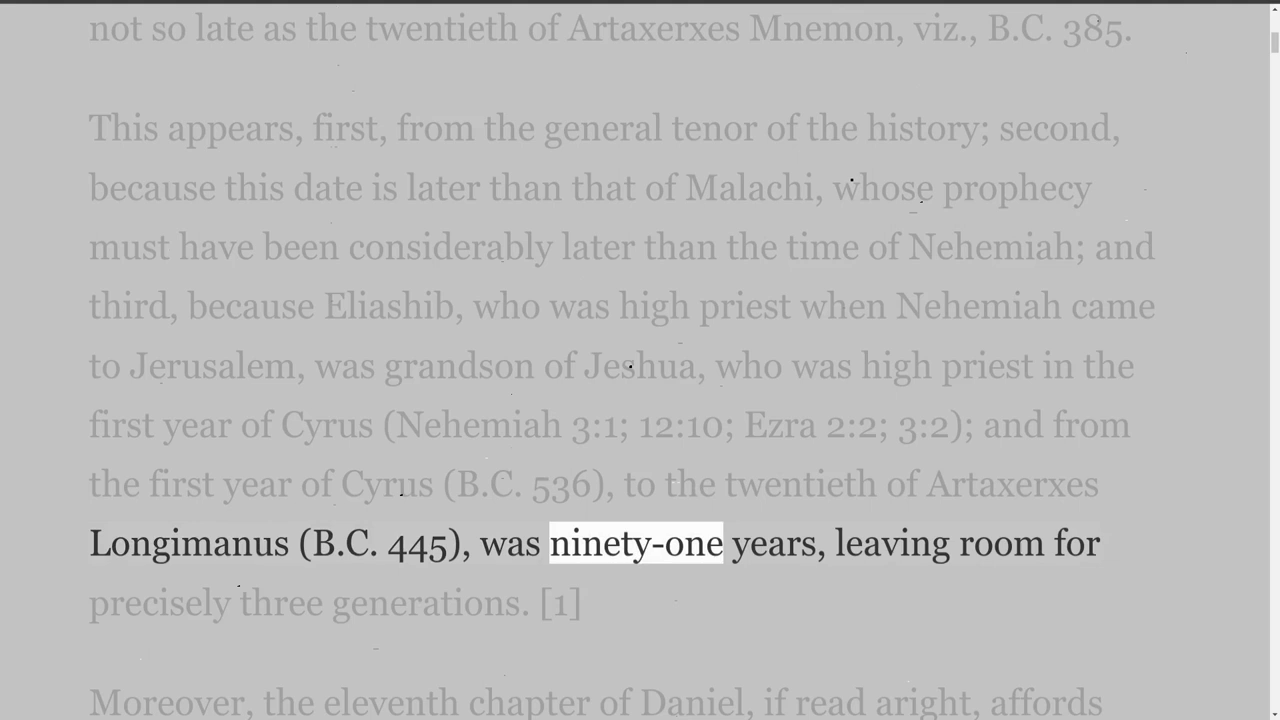 not so late as the twentieth of Artaxerxes Mnemon, viz., B.C. 385.
This appears, first, from the general tenor of the history; second,
because this date is later than that of Malachi, whose prophecy
must have been considerably later than the time of Nehemiah; and
third, because Eliashib, who was high priest when Nehemiah came
to Jerusalem, was grandson of Jeshua, who was high priest in the
first year of Cyrus (Nehemiah 3:1; 12:10; Ezra 2:2; 3:2); and from
the first year of Cyrus (B.C. 536), to the twentieth of Artaxerxes
Longimanus (B.C. 445), was ninety-one years, leaving room for
precisely three generations. [1]
Moreover, the eleventh chapter of Daniel, if read aright, affords